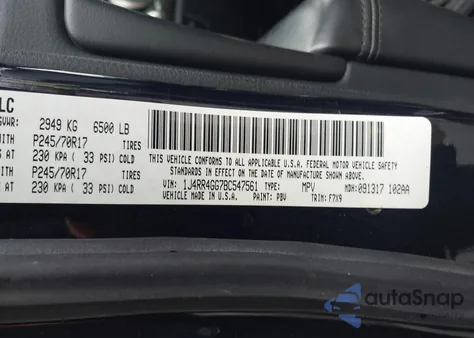 LC
GVWR: 2949 KG 6500 LB
ITH P245/70R17 TIRES
S AT 230 KPA ( 33 PSI) COLD
ITH P245/70R17 TIRES
S AT 230 KPA ( 33 PSI) COLD
THIS VEHICLE CONFORMS TO ALL APPLICABLE U.S.A. FEDERAL MOTOR VEHICLE SAFETY
STANDARDS IN EFFECT ON THE DATE OF MANUFACTURE SHOWN ABOVE.
VIN: 1J4RR4GG7BC547561 TYPE: MPV MDH: 091317 102AA
VEHICLE MADE IN U.S.A. PAINT: PBV TRIM: F7X9
autoSnap